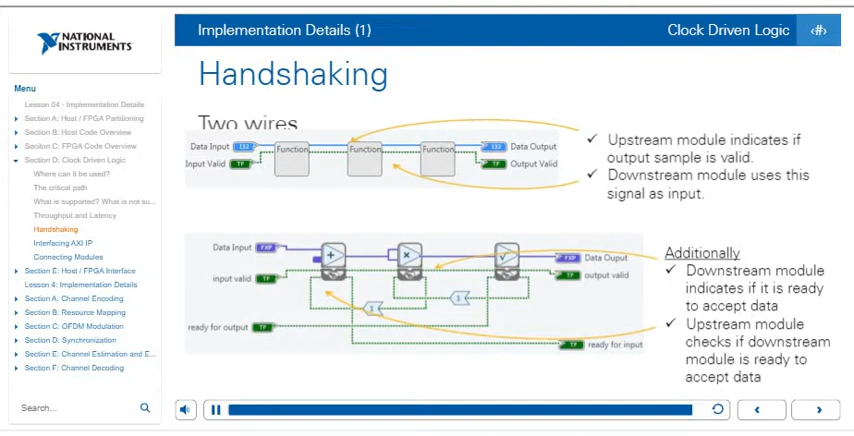 NATIONAL
INSTRUMENTS
Implementation Details (1)
Clock Driven Logic
‹#›
Menu
Lesson 04 - Implementation Details
Section A: Host / FPGA Partitioning
Section B: Host Code Overview
Section C: FPGA Code Overview
Section D: Clock Driven Logic
Where can it be used?
The critical path
What is supported? What is not su...
Throughput and Latency
Handshaking
Interfacing AXI IP
Connecting Modules
Section E: Host / FPGA Interface
Lesson 4: Implementation Details
Section A: Channel Encoding
Section B: Resource Mapping
Section C: OFDM Modulation
Section D: Synchronization
Section E: Channel Estimation and E...
Section F: Channel Decoding
Search...
Handshaking
Two wires
Data Input I32
Input Valid TF
Function
Function
Function
I32 Data Output
TF Output Valid
✓ Upstream module indicates if
output sample is valid.
✓ Downstream module uses this
signal as input.
Data Input FXP
input valid TF
ready for output TF
+
×
√
1
1
FXP Data Ouput
TF output valid
TF ready for input
Additionally
✓ Downstream module
indicates if it is ready
to accept data
✓ Upstream module
checks if downstream
module is ready to
accept data